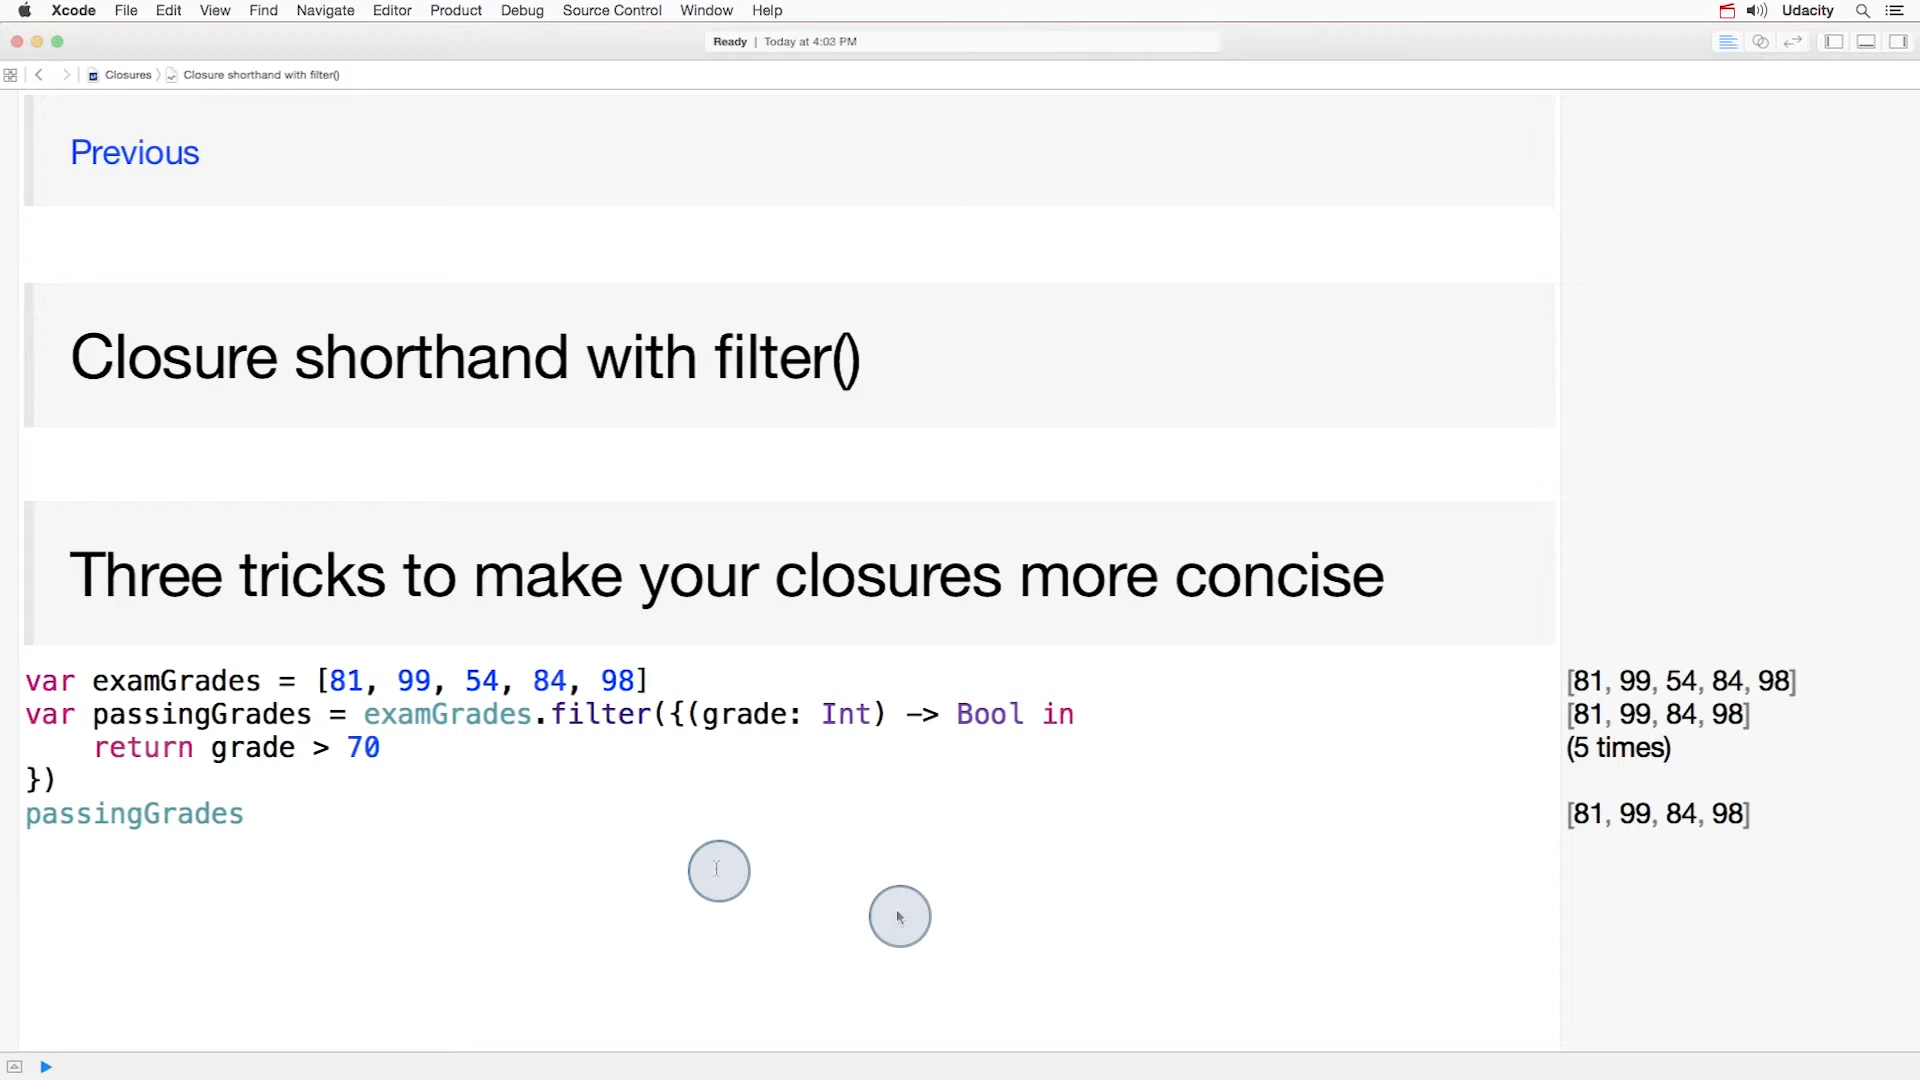 Xcode File Edit View Find Navigate Editor Product Debug Source Control Window Help Udacity
Ready | Today at 4:03 PM
Closures Closure shorthand with filter()
Previous
Closure shorthand with filter()
Three tricks to make your closures more concise
var examGrades = [81, 99, 54, 84, 98] [81, 99, 54, 84, 98]
var passingGrades = examGrades.filter({(grade: Int) -> Bool in [81, 99, 84, 98]
return grade > 70 (5 times)
})
passingGrades [81, 99, 84, 98]